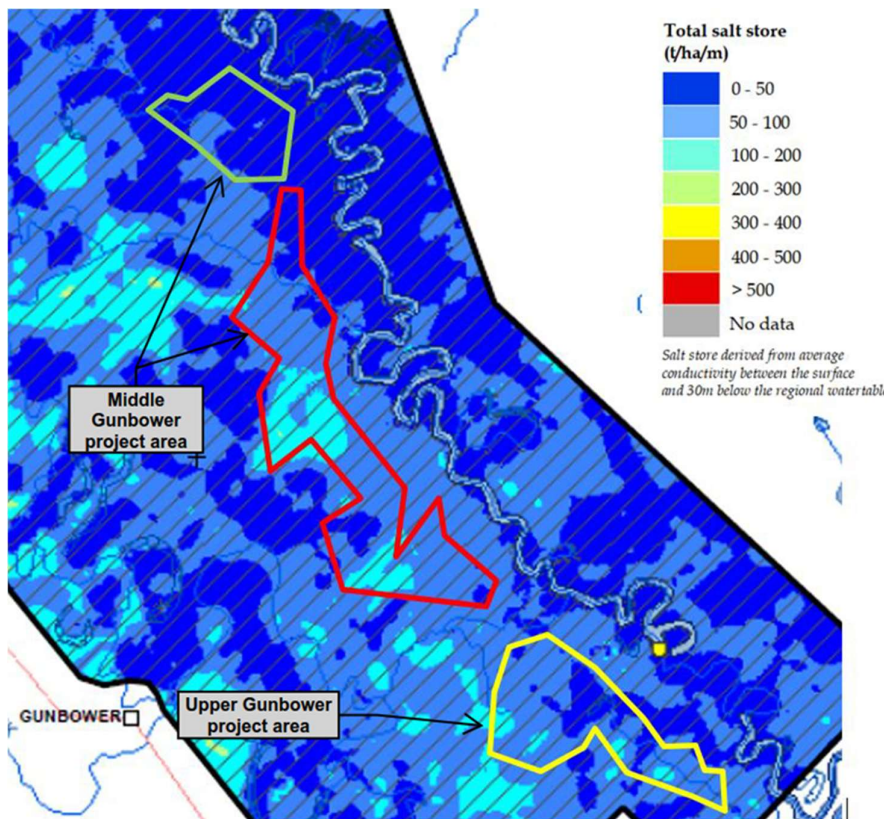 RIVER
Total salt store
(t/ha/m)
0 - 50
50 - 100
100 - 200
200 - 300
300 - 400
400 - 500
> 500
No data
Salt store derived from average
conductivity between the surface
and 30m below the regional watertable
Middle
Gunbower
project area
Upper Gunbower
project area
GUNBOWER